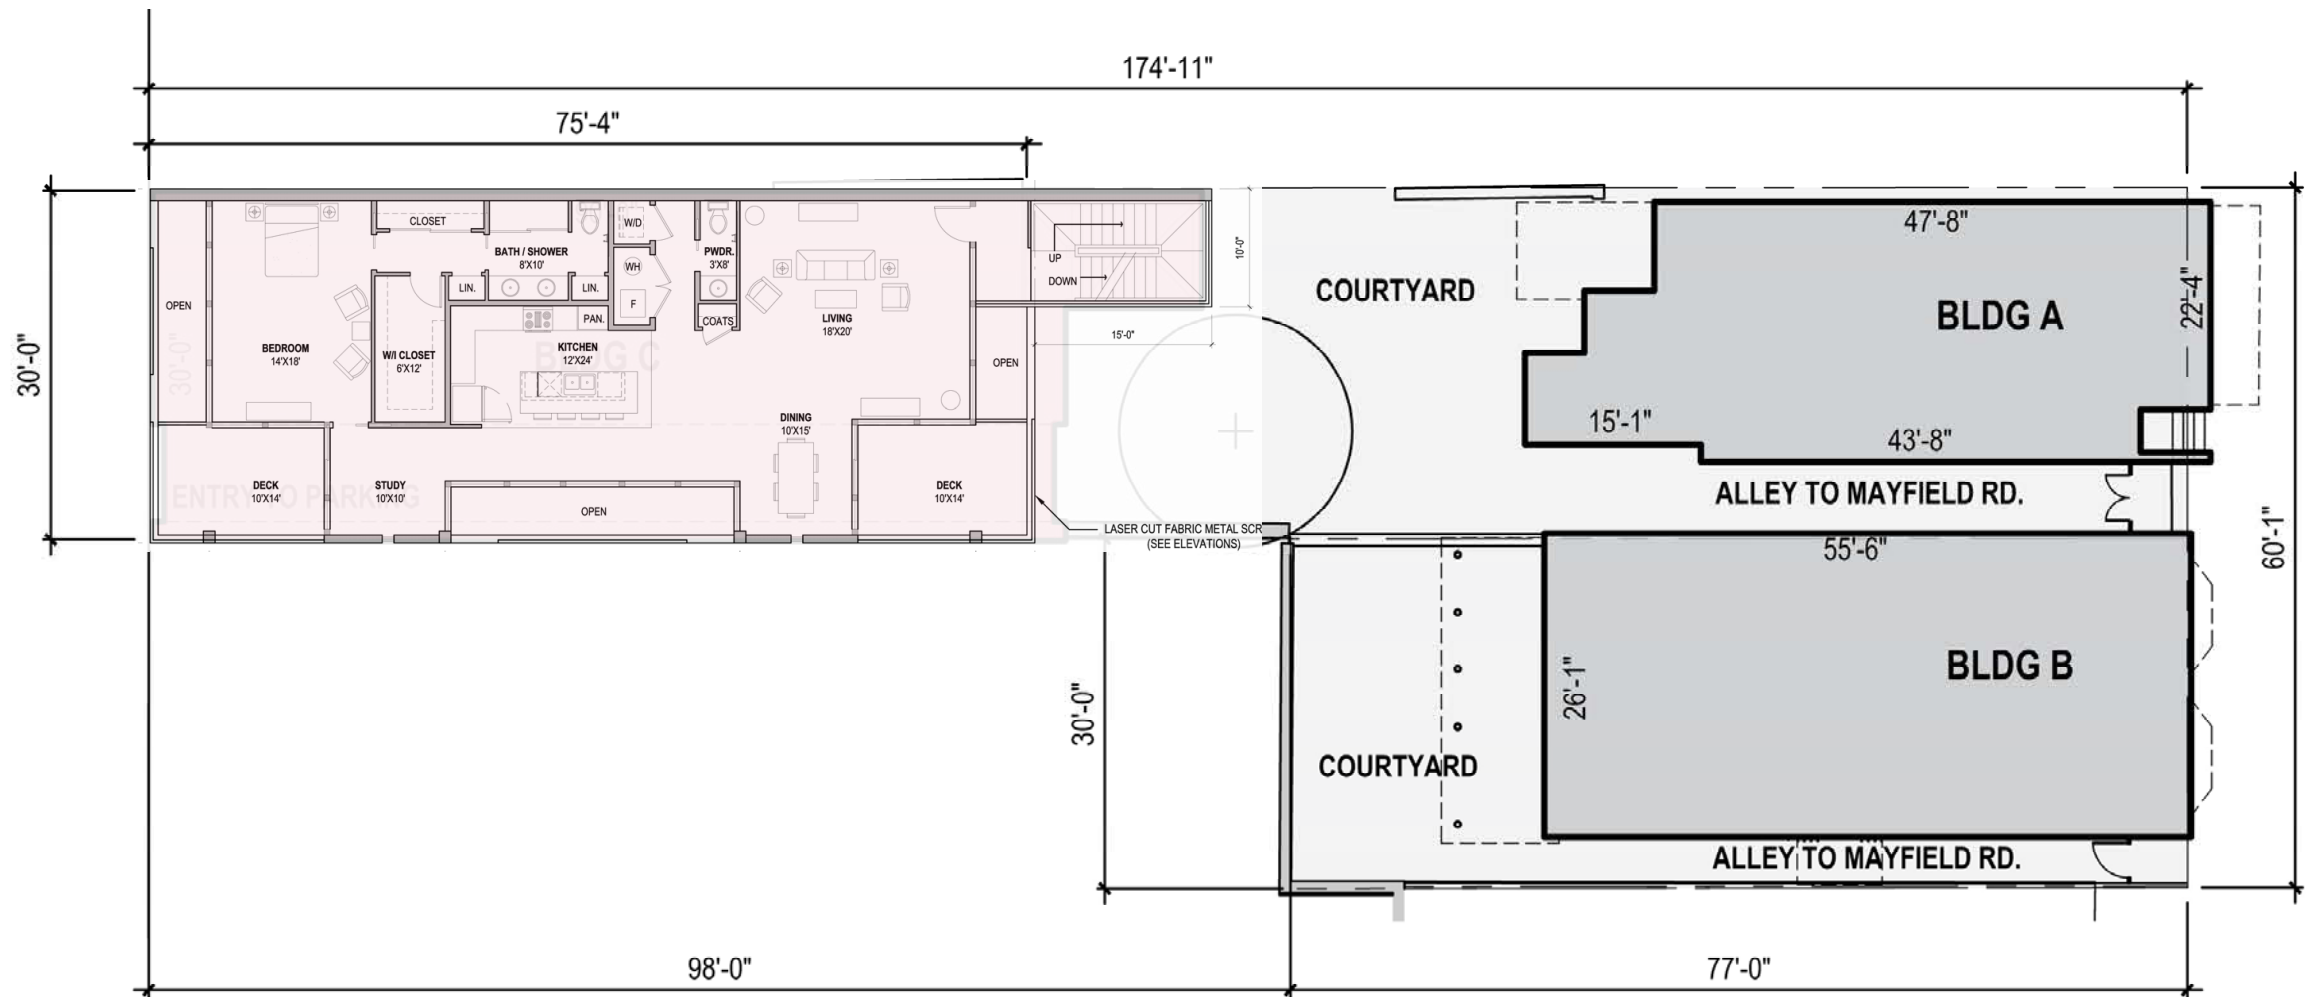 174'-11"
75'-4"
30'-0"
CLOSET
BATH / SHOWER
8'X10'
LIN.
LIN.
W/D
WH
F
PWDR.
3'X8'
COATS
PAN.
OPEN
30'-0"
BEDROOM
14'X18'
W/I CLOSET
6'X12'
KITCHEN
12'X24'
BLDG C
LIVING
18'X20'
OPEN
UP
DOWN
10'-0"
15'-0"
DINING
10'X15'
DECK
10'X14'
STUDY
10'X10'
ENTRY TO PARKING
OPEN
DECK
10'X14'
LASER CUT FABRIC METAL SCR
(SEE ELEVATIONS)
COURTYARD
47'-8"
BLDG A
22'-4"
15'-1"
43'-8"
ALLEY TO MAYFIELD RD.
60'-1"
55'-6"
BLDG B
26'-1"
30'-0"
COURTYARD
ALLEY TO MAYFIELD RD.
98'-0"
77'-0"